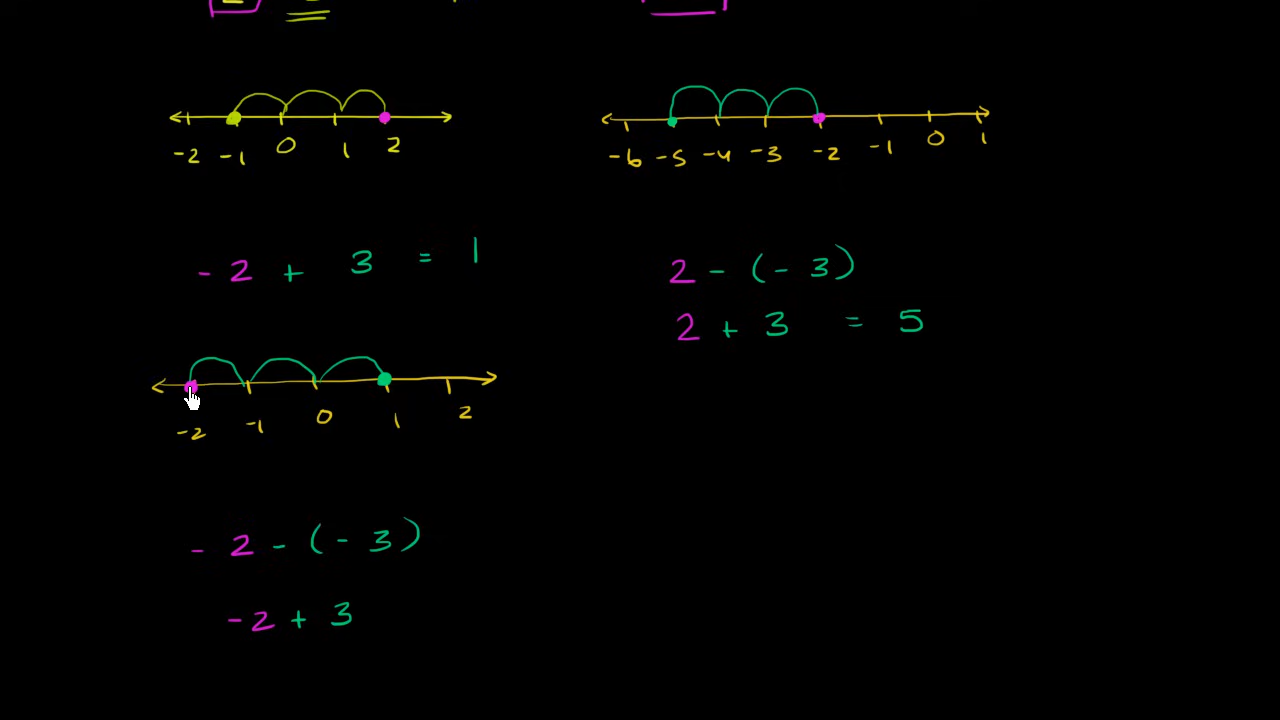 -2 -1 0 1 2
-6 -5 -4 -3 -2 -1 0 1
-2 + 3 = 1
2 - (-3)
2 + 3 = 5
-2 -1 0 1 2
-2 - (-3)
-2 + 3